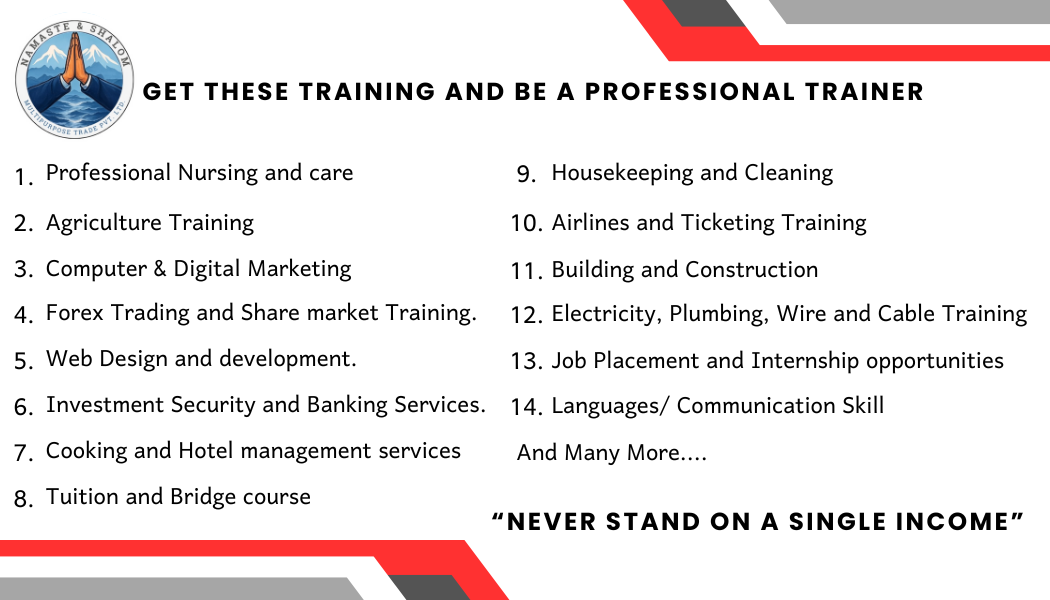 NAMASTE & SHALOM
MULTIPURPOSE TRADE PVT. LTD
GET THESE TRAINING AND BE A PROFESSIONAL TRAINER
1. Professional Nursing and care
2. Agriculture Training
3. Computer & Digital Marketing
4. Forex Trading and Share market Training.
5. Web Design and development.
6. Investment Security and Banking Services.
7. Cooking and Hotel management services
8. Tuition and Bridge course
9. Housekeeping and Cleaning
10. Airlines and Ticketing Training
11. Building and Construction
12. Electricity, Plumbing, Wire and Cable Training
13. Job Placement and Internship opportunities
14. Languages/ Communication Skill
And Many More....
“NEVER STAND ON A SINGLE INCOME”